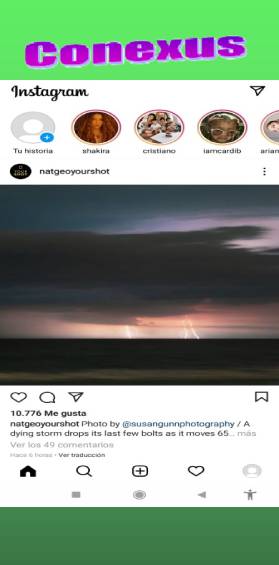 Conexus
Instagram
Tu historia shakira cristiano iamcardib arian
natgeoyourshot
10.776 Me gusta
natgeoyourshot Photo by @susangunnphotography / A
dying storm drops its last few bolts as it moves 65... más
Ver los 49 comentarios
Hace 6 horas · Ver traducción